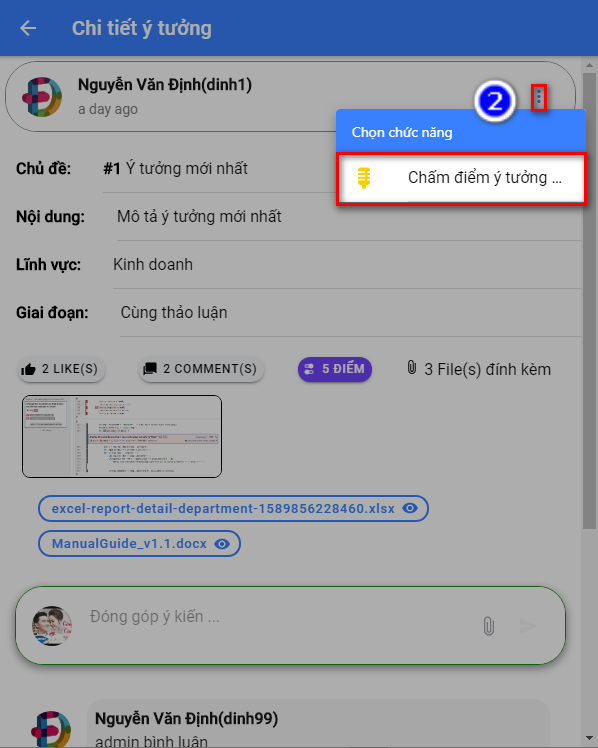 Chi tiết ý tưởng
Nguyễn Văn Định(dinh1)
a day ago
2
Chọn chức năng
Chấm điểm ý tưởng ...
Chủ đề: #1 Ý tưởng mới nhất
Nội dung: Mô tả ý tưởng mới nhất
Lĩnh vực: Kinh doanh
Giai đoạn: Cùng thảo luận
2 LIKE(S) 2 COMMENT(S) 5 ĐIỂM 3 File(s) đính kèm
excel-report-detail-department-1589856228460.xlsx
ManualGuide_v1.1.docx
Đóng góp ý kiến ...
Nguyễn Văn Định(dinh99)
admin bình luận